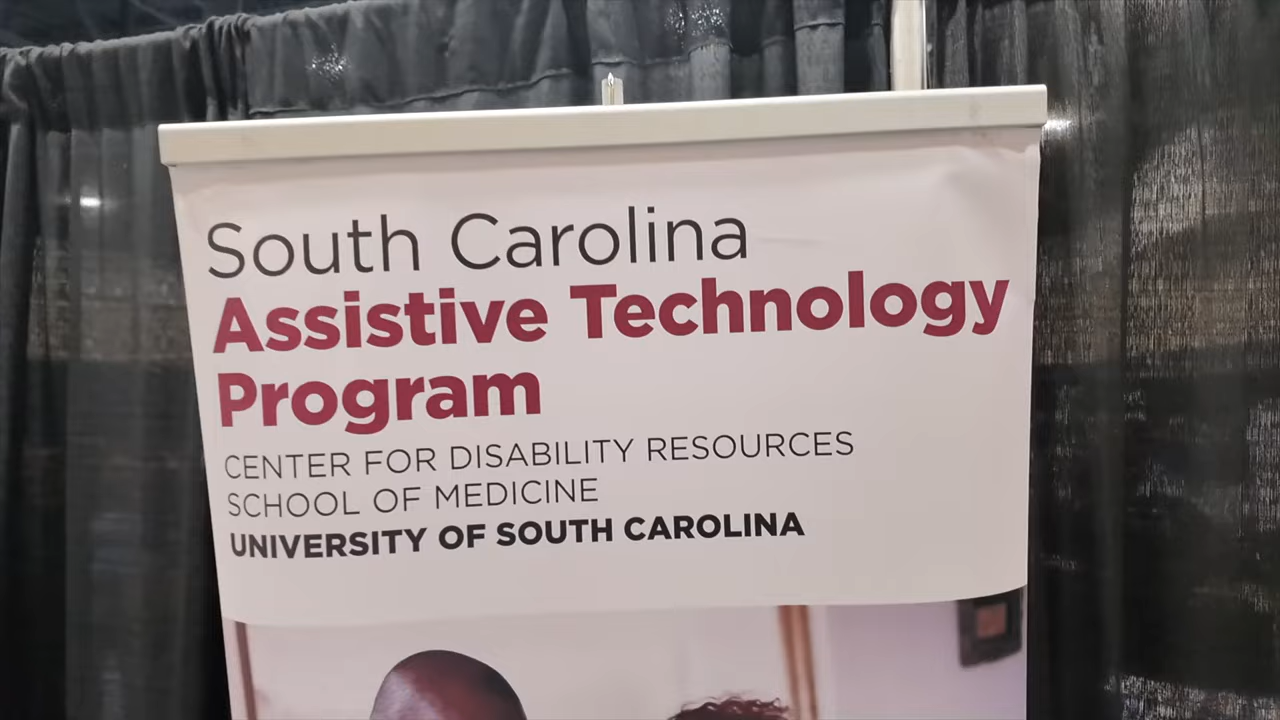 South Carolina
Assistive Technology
Program
CENTER FOR DISABILITY RESOURCES
SCHOOL OF MEDICINE
UNIVERSITY OF SOUTH CAROLINA